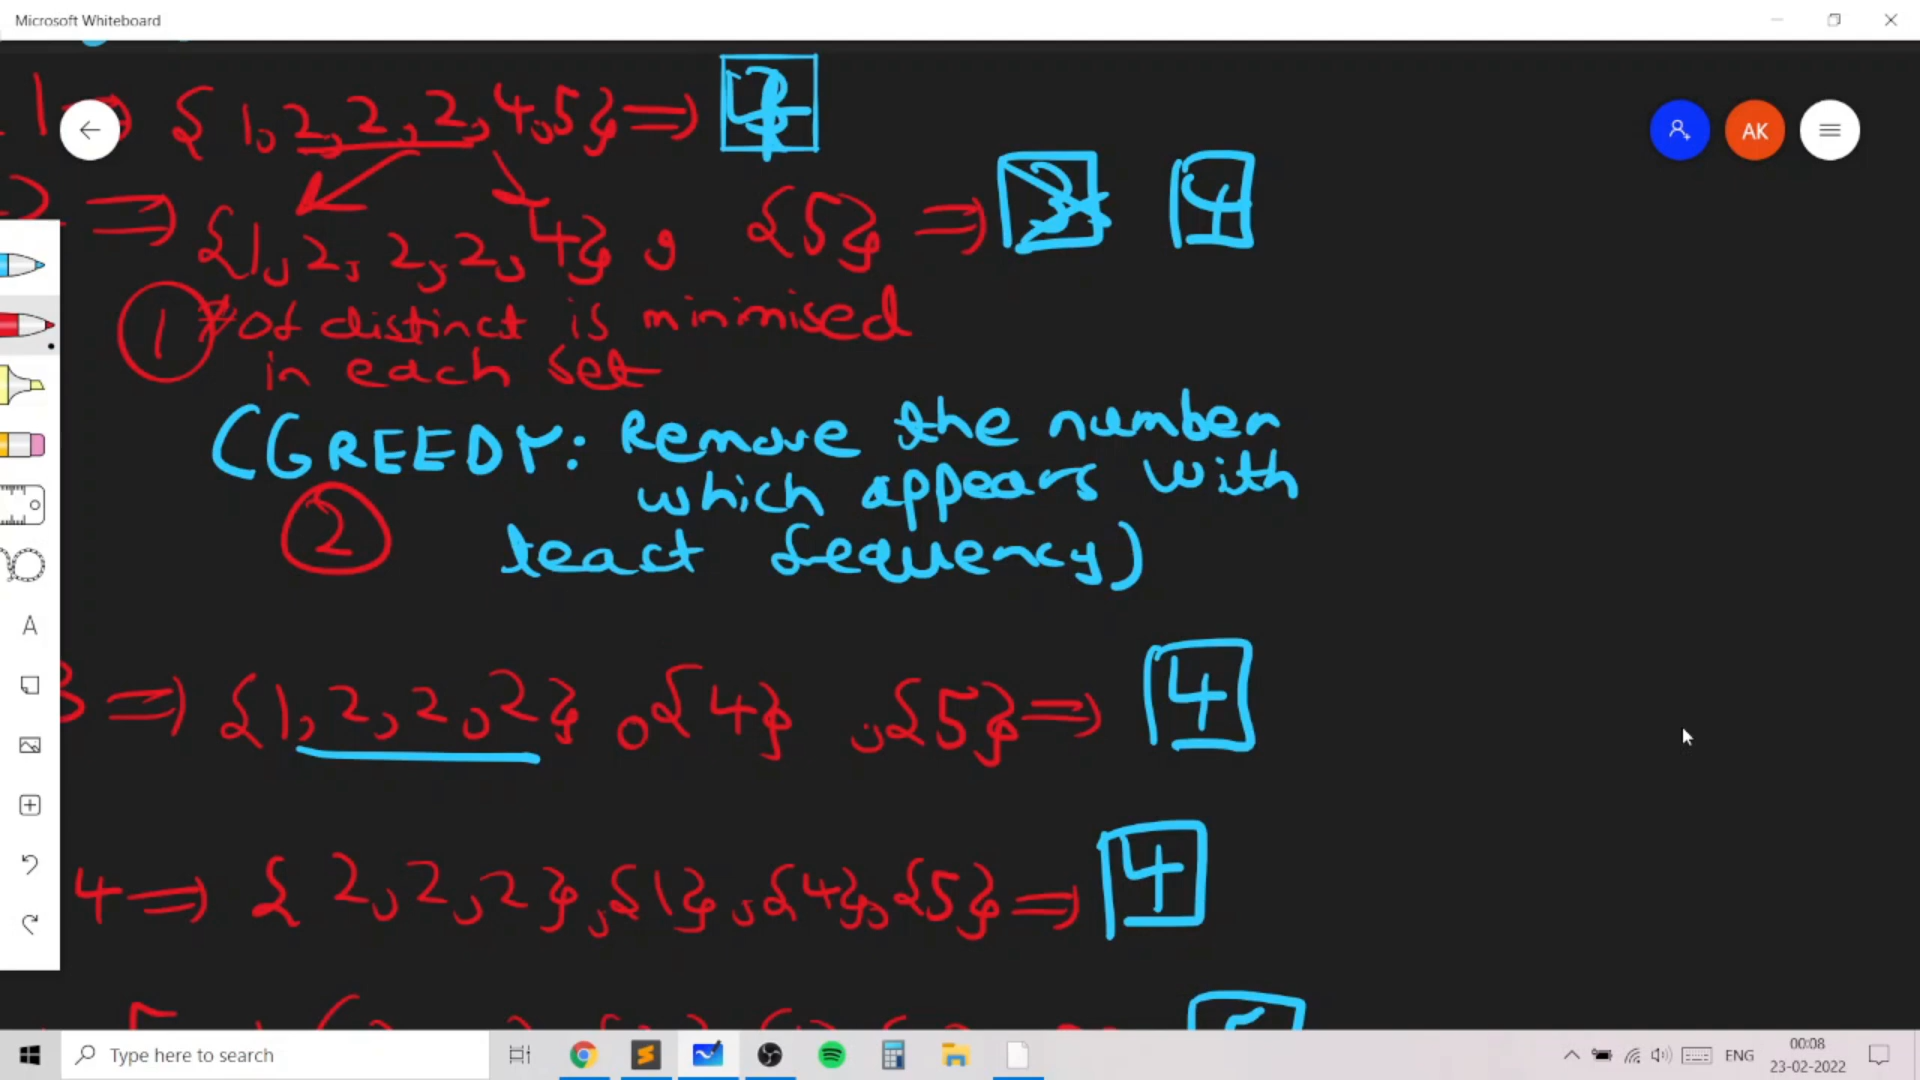 Microsoft Whiteboard
1 ⇒ {1,2,2,2,4,5} ⇒
AK
2 ⇒ {1,2,2,2,4} , {5} ⇒ 4
1 # of distinct is minimised
in each set
(GREEDY: Remove the number
which appears with
2 least fequency)
3 ⇒ {1,2,2,2} , {4} , {5} ⇒ 4
4 ⇒ {2,2,2},{1},{4},{5} ⇒ 4
Type here to search
ENG
00:08
23-02-2022